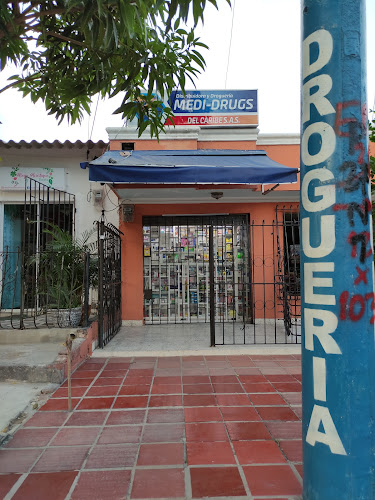 Distribuidora y Droguería
MEDI-DRUGS
DEL CARIBE S.A.S.
DROGUERIA